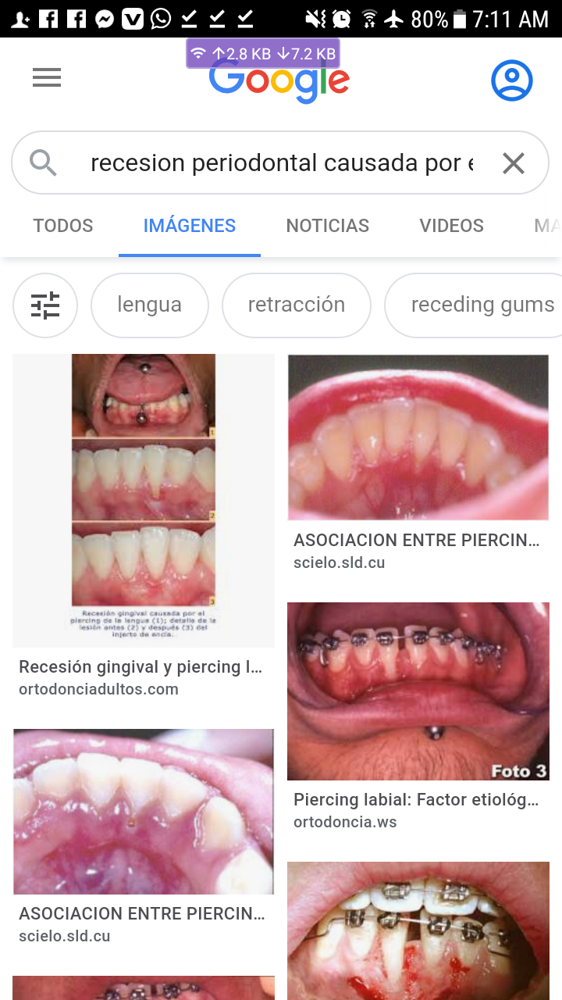 80% 7:11 AM
2.8 KB 7.2 KB
Google
recesion periodontal causada por e
TODOS IMÁGENES NOTICIAS VIDEOS MA
lengua retracción receding gums
1
2
3
Recesión gingival causada por el
piercing de la lengua (1); detalle de la
lesión antes (2) y después (3) del
injerto de encía.
Recesión gingival y piercing l...
ortodonciadultos.com
ASOCIACION ENTRE PIERCIN...
scielo.sld.cu
Foto 3
Piercing labial: Factor etiológ...
ortodoncia.ws
ASOCIACION ENTRE PIERCIN...
scielo.sld.cu